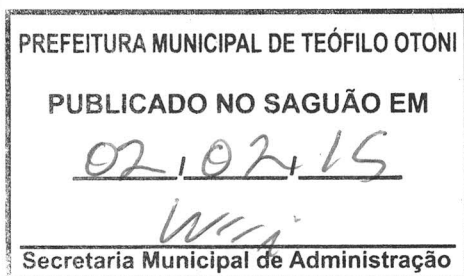 PREFEITURA MUNICIPAL DE TEÓFILO OTONI
PUBLICADO NO SAGUÃO EM
02, 02, 15
Secretaria Municipal de Administração